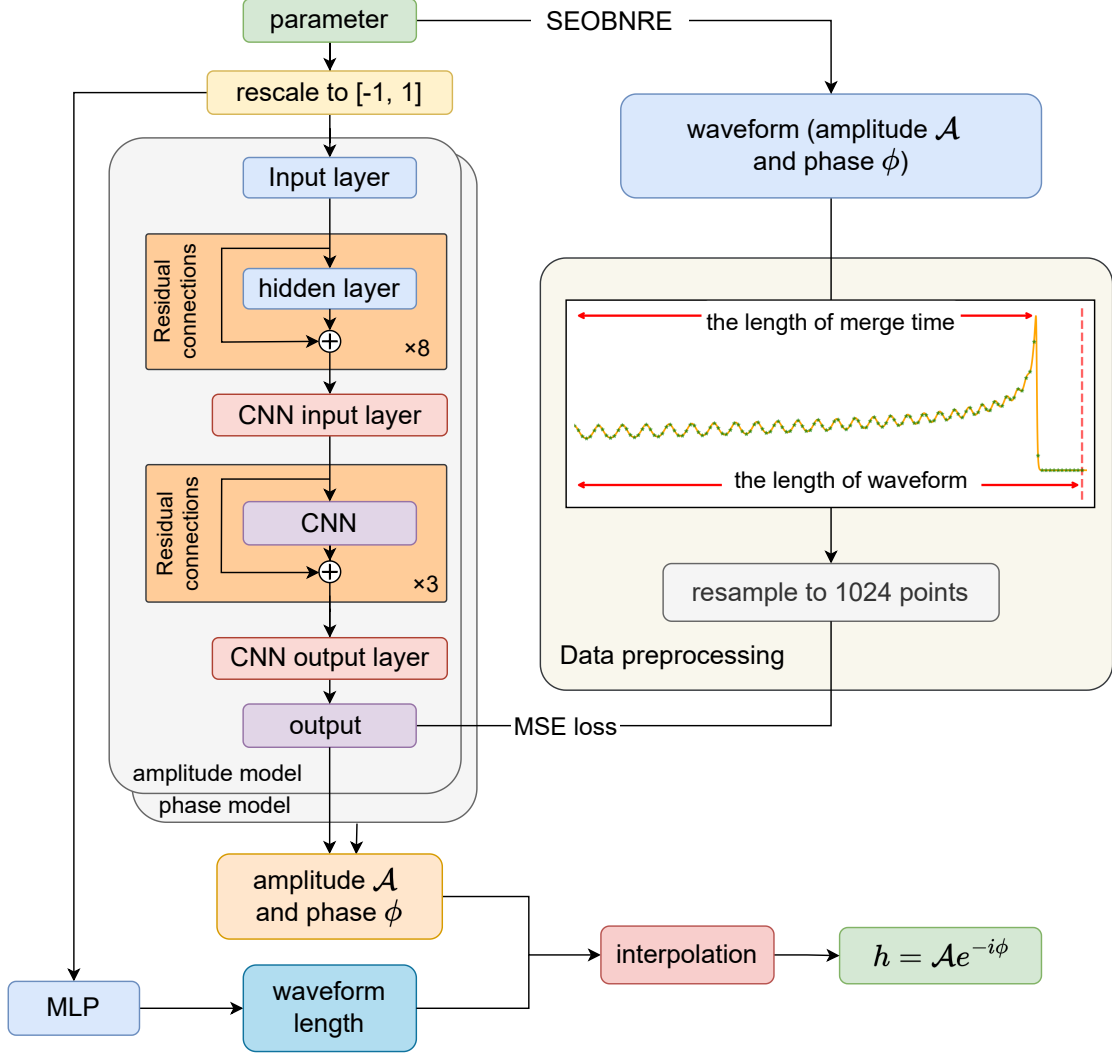 parameter
SEOBNRE
rescale to [-1, 1]
waveform (amplitude 𝒜
and phase ϕ)
Input layer
Residual
connections
hidden layer
×8
the length of merge time
the length of waveform
CNN input layer
Residual
connections
CNN
×3
resample to 1024 points
Data preprocessing
CNN output layer
output
MSE loss
amplitude model
phase model
amplitude 𝒜
and phase ϕ
interpolation
h = 𝒜e^{-iϕ}
MLP
waveform
length